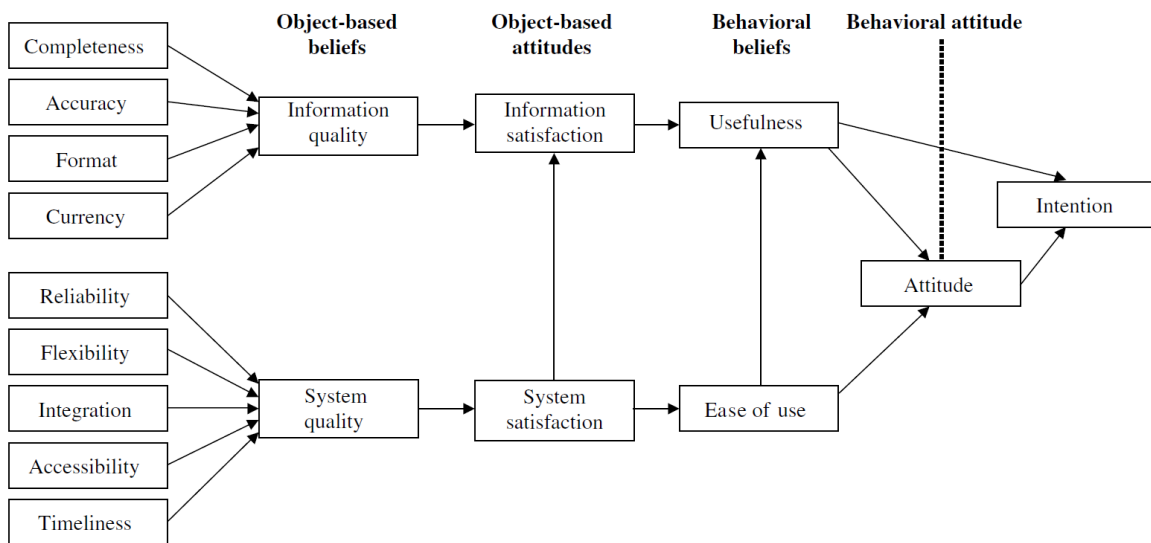 Object-based
beliefs
Object-based
attitudes
Behavioral
beliefs
Behavioral attitude
Completeness
Accuracy
Format
Currency
Information
quality
Information
satisfaction
Usefulness
Intention
Attitude
Reliability
Flexibility
Integration
Accessibility
Timeliness
System
quality
System
satisfaction
Ease of use